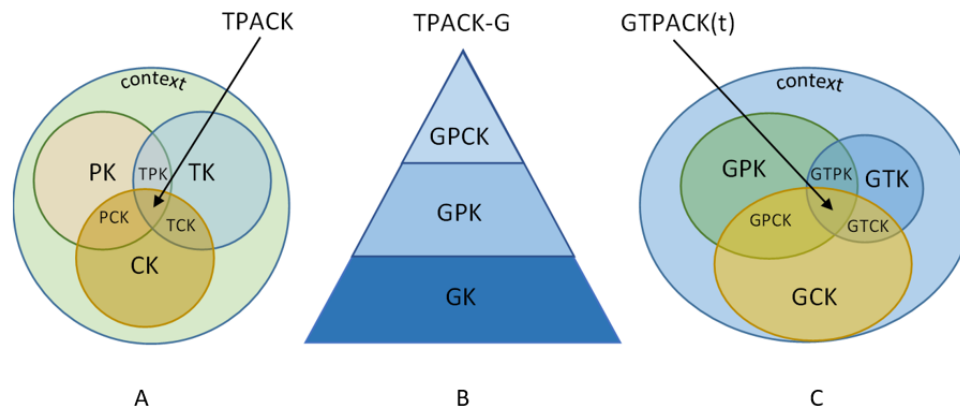 TPACK
TPACK-G
GTPACK(t)
context
PK
TPK
TK
PCK
TCK
CK
GPCK
GPK
GK
context
GPK
GTPK
GTK
GPCK
GTCK
GCK
A
B
C